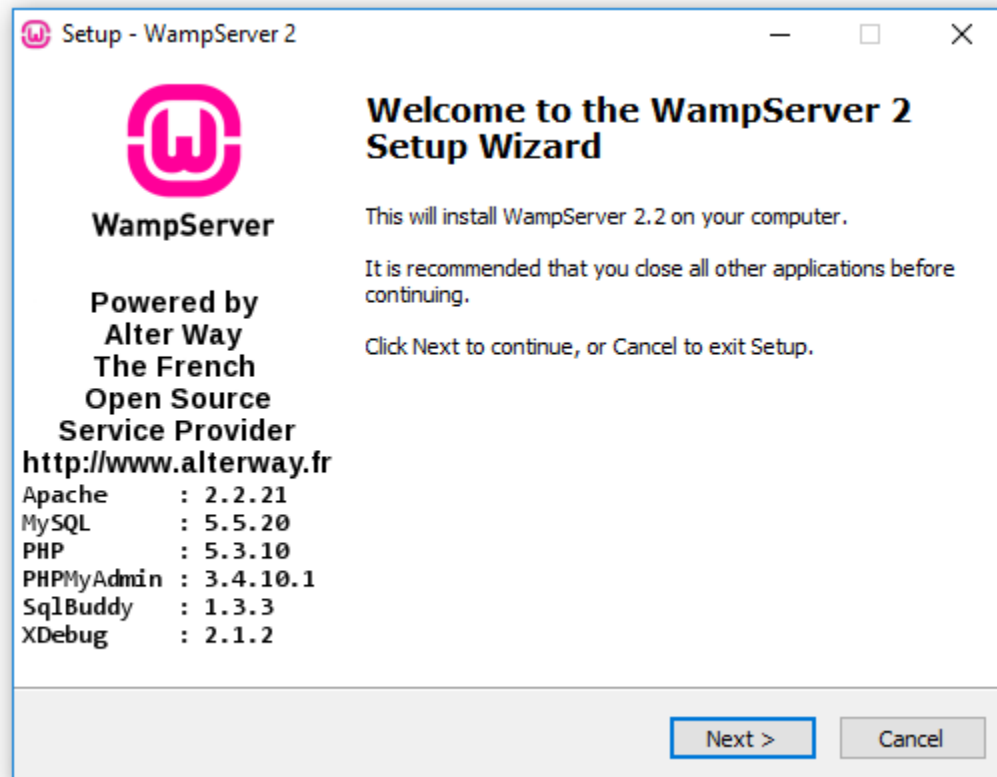 Setup - WampServer 2
WampServer
Powered by
Alter Way
The French
Open Source
Service Provider
http://www.alterway.fr
Apache : 2.2.21
MySQL : 5.5.20
PHP : 5.3.10
PHPMyAdmin : 3.4.10.1
SqlBuddy : 1.3.3
XDebug : 2.1.2
Welcome to the WampServer 2
Setup Wizard
This will install WampServer 2.2 on your computer.
It is recommended that you close all other applications before
continuing.
Click Next to continue, or Cancel to exit Setup.
Next >
Cancel